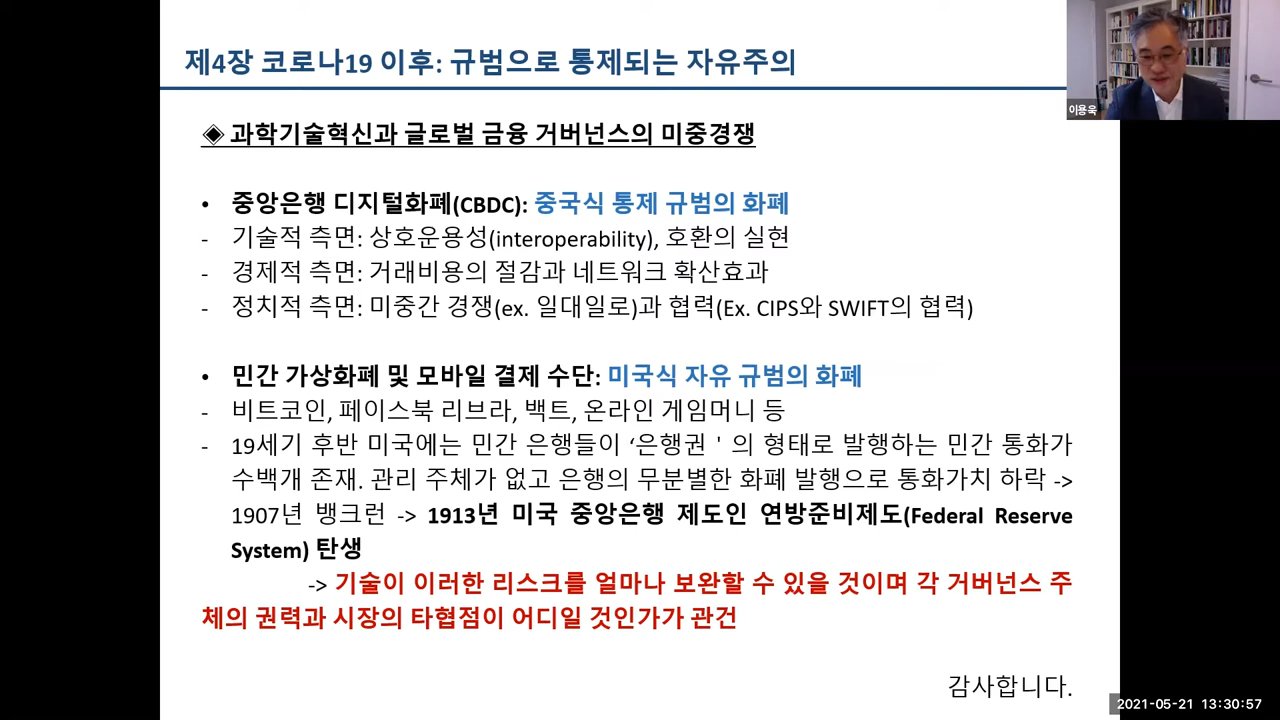 제4장 코로나19 이후: 규범으로 통제되는 자유주의
이용욱
◈ 과학기술혁신과 글로벌 금융 거버넌스의 미중경쟁
• 중앙은행 디지털화폐(CBDC): 중국식 통제 규범의 화폐
- 기술적 측면: 상호운용성(interoperability), 호환의 실현
- 경제적 측면: 거래비용의 절감과 네트워크 확산효과
- 정치적 측면: 미중간 경쟁(ex. 일대일로)과 협력(Ex. CIPS와 SWIFT의 협력)
• 민간 가상화폐 및 모바일 결제 수단: 미국식 자유 규범의 화폐
- 비트코인, 페이스북 리브라, 백트, 온라인 게임머니 등
- 19세기 후반 미국에는 민간 은행들이 ‘은행권 ' 의 형태로 발행하는 민간 통화가
수백개 존재. 관리 주체가 없고 은행의 무분별한 화폐 발행으로 통화가치 하락 ->
1907년 뱅크런 -> 1913년 미국 중앙은행 제도인 연방준비제도(Federal Reserve
System) 탄생
-> 기술이 이러한 리스크를 얼마나 보완할 수 있을 것이며 각 거버넌스 주
체의 권력과 시장의 타협점이 어디일 것인가가 관건
감사합니다.
2021-05-21 13:30:57